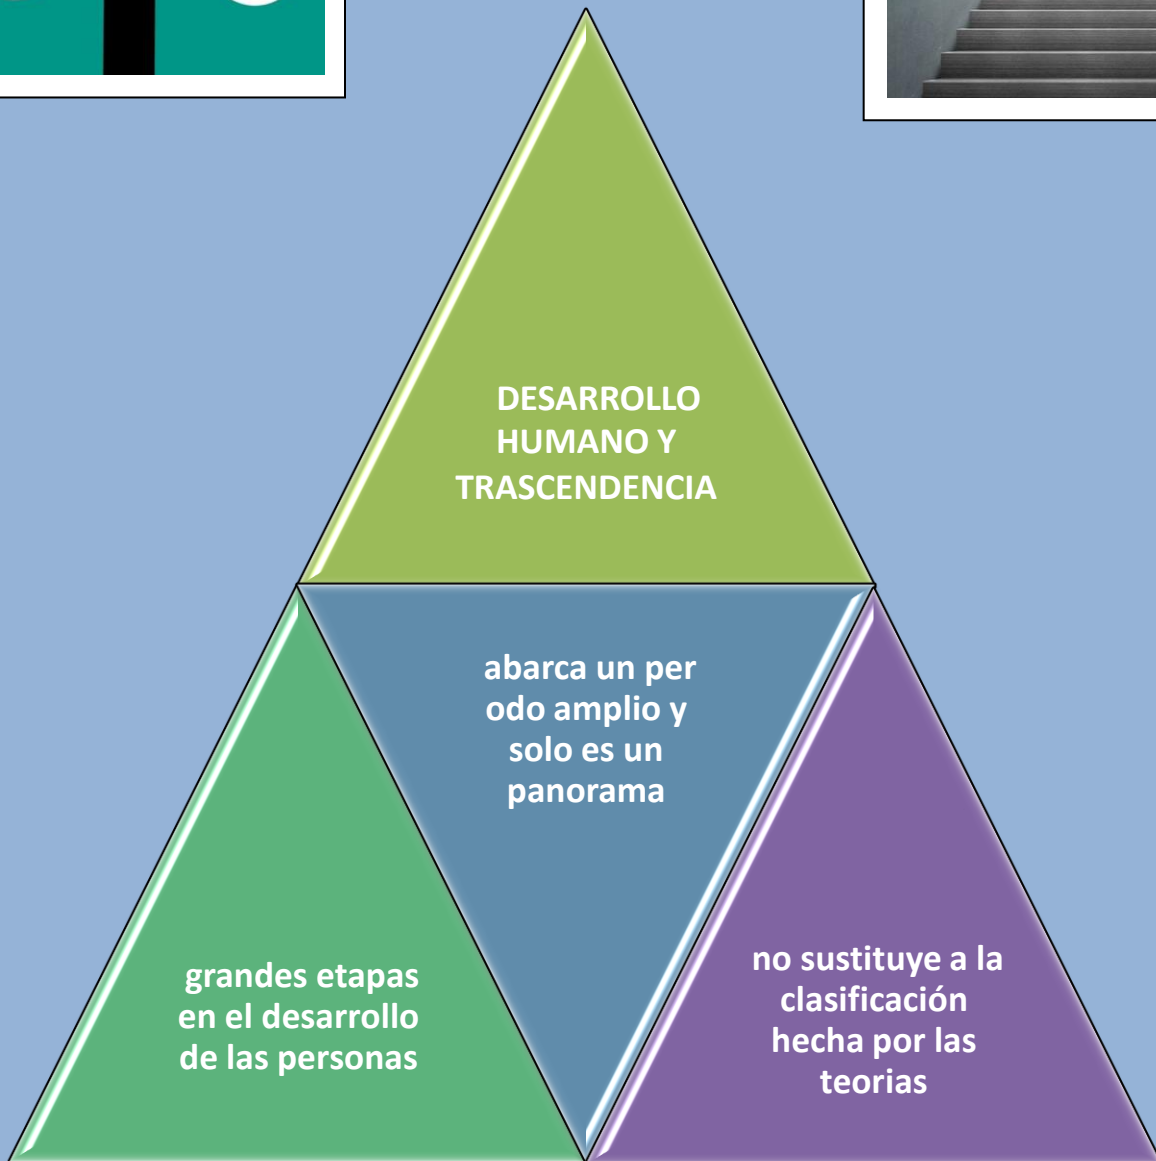 DESARROLLO
HUMANO Y
TRASCENDENCIA
abarca un per
odo amplio y
solo es un
panorama
grandes etapas
en el desarrollo
de las personas
no sustituye a la
clasificación
hecha por las
teorias